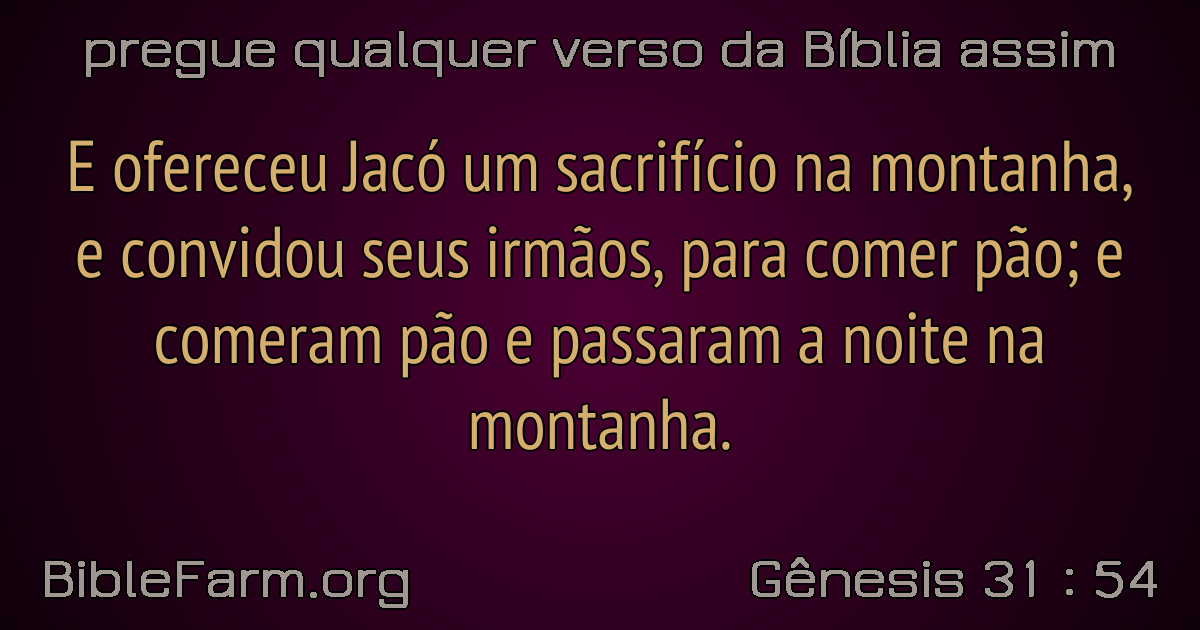 pregue qualquer verso da Bíblia assim
E ofereceu Jacó um sacrifício na montanha,
e convidou seus irmãos, para comer pão; e
comeram pão e passaram a noite na
montanha.
BibleFarm.org
Gênesis 31 : 54